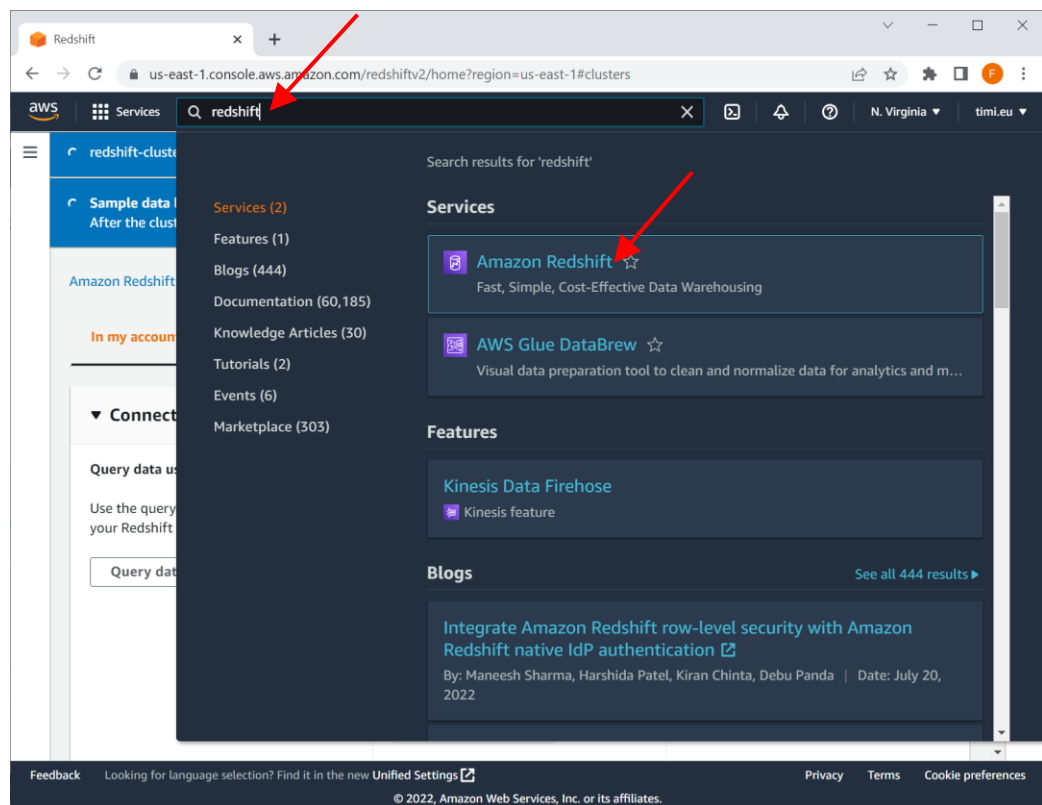 Redshift
us-east-1.console.aws.amazon.com/redshiftv2/home?region=us-east-1#clusters
F
aws
Services
redshift
N. Virginia ▼
timi.eu ▼
redshift-cluste
Sample data
After the clust
Amazon Redshift
In my accoun
▼ Connect
Query data us
Use the query
your Redshift
Query dat
Search results for 'redshift'
Services (2)
Features (1)
Blogs (444)
Documentation (60,185)
Knowledge Articles (30)
Tutorials (2)
Events (6)
Marketplace (303)
Services
Amazon Redshift
Fast, Simple, Cost-Effective Data Warehousing
AWS Glue DataBrew
Visual data preparation tool to clean and normalize data for analytics and m...
Features
Kinesis Data Firehose
Kinesis feature
Blogs
See all 444 results
Integrate Amazon Redshift row-level security with Amazon
Redshift native IdP authentication
By: Maneesh Sharma, Harshida Patel, Kiran Chinta, Debu Panda | Date: July 20,
2022
Feedback Looking for language selection? Find it in the new Unified Settings Privacy Terms Cookie preferences
© 2022, Amazon Web Services, Inc. or its affiliates.